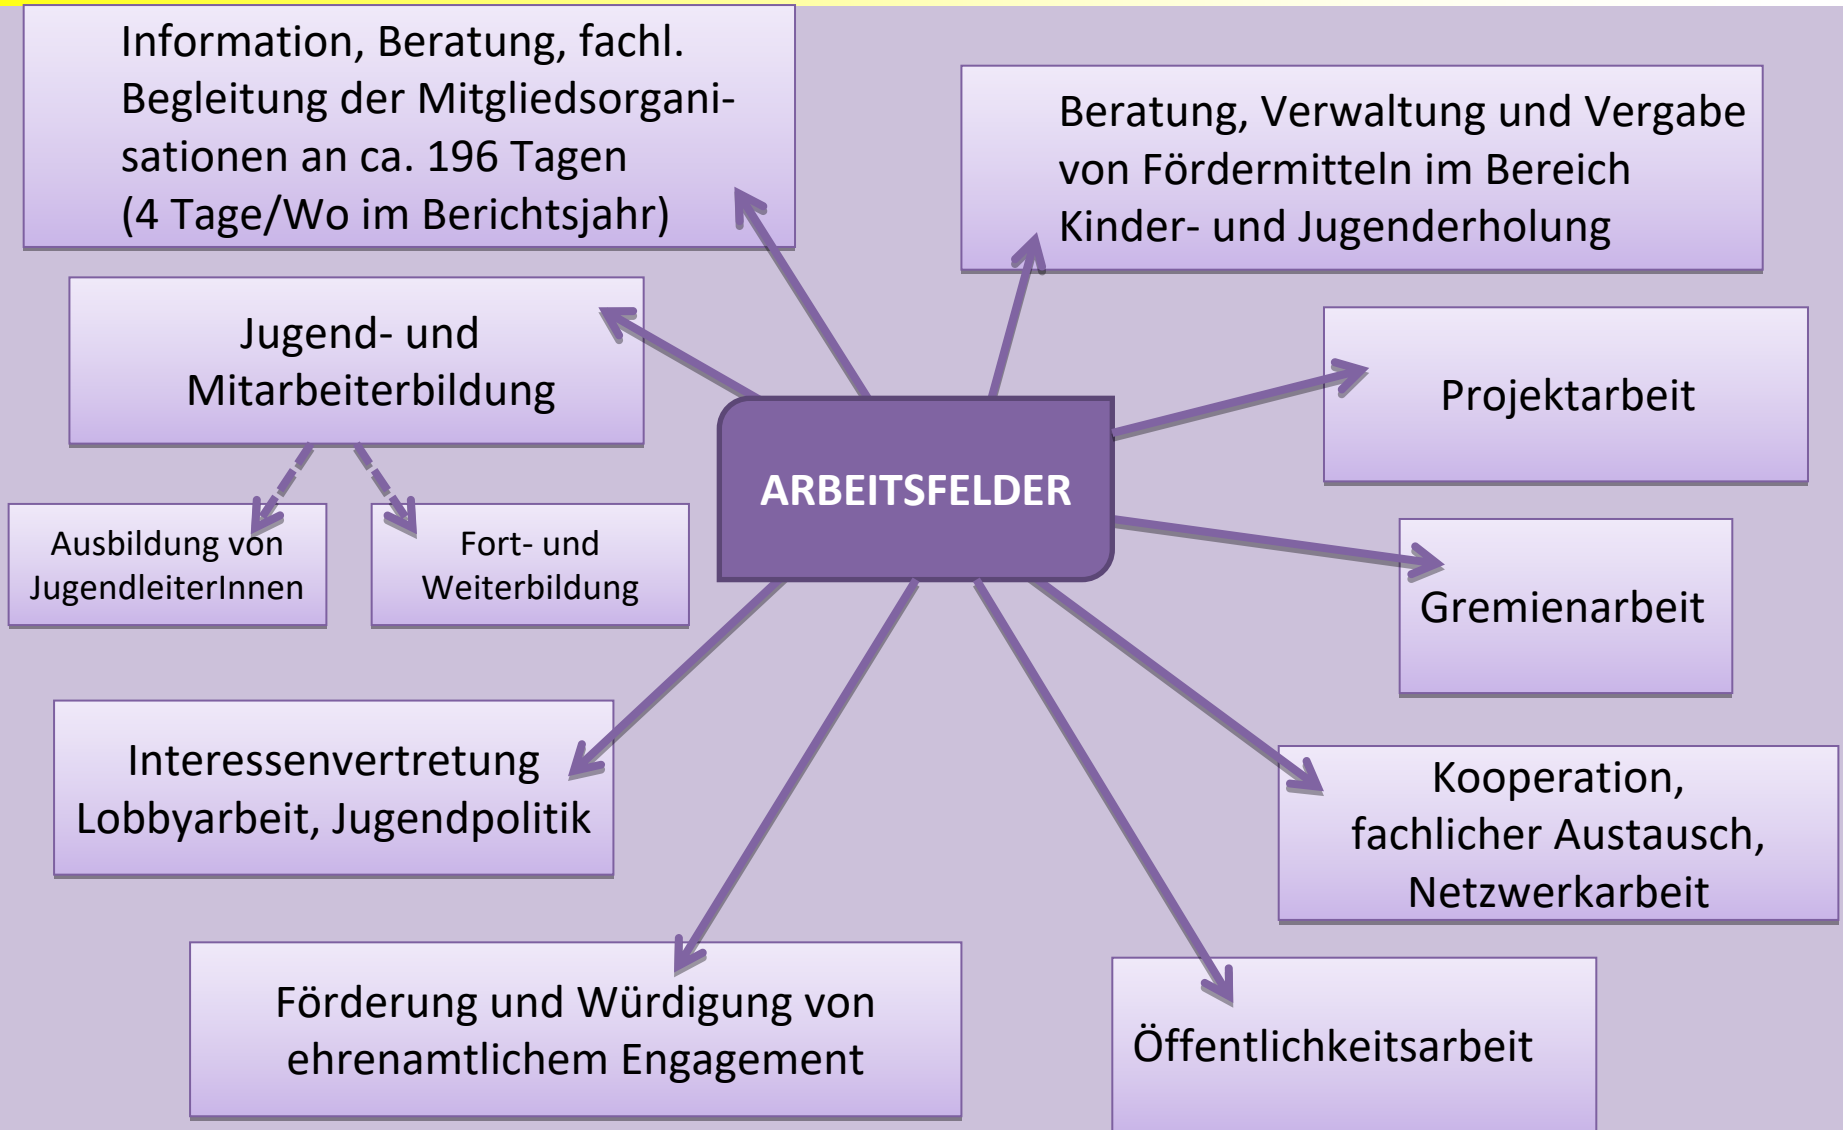 Information, Beratung, fachl.
Begleitung der Mitgliedsorgani-
sationen an ca. 196 Tagen
(4 Tage/Wo im Berichtsjahr)
Beratung, Verwaltung und Vergabe
von Fördermitteln im Bereich
Kinder- und Jugenderholung
Jugend- und
Mitarbeiterbildung
Projektarbeit
ARBEITSFELDER
Ausbildung von
JugendleiterInnen
Fort- und
Weiterbildung
Gremienarbeit
Interessenvertretung
Lobbyarbeit, Jugendpolitik
Kooperation,
fachlicher Austausch,
Netzwerkarbeit
Förderung und Würdigung von
ehrenamtlichem Engagement
Öffentlichkeitsarbeit